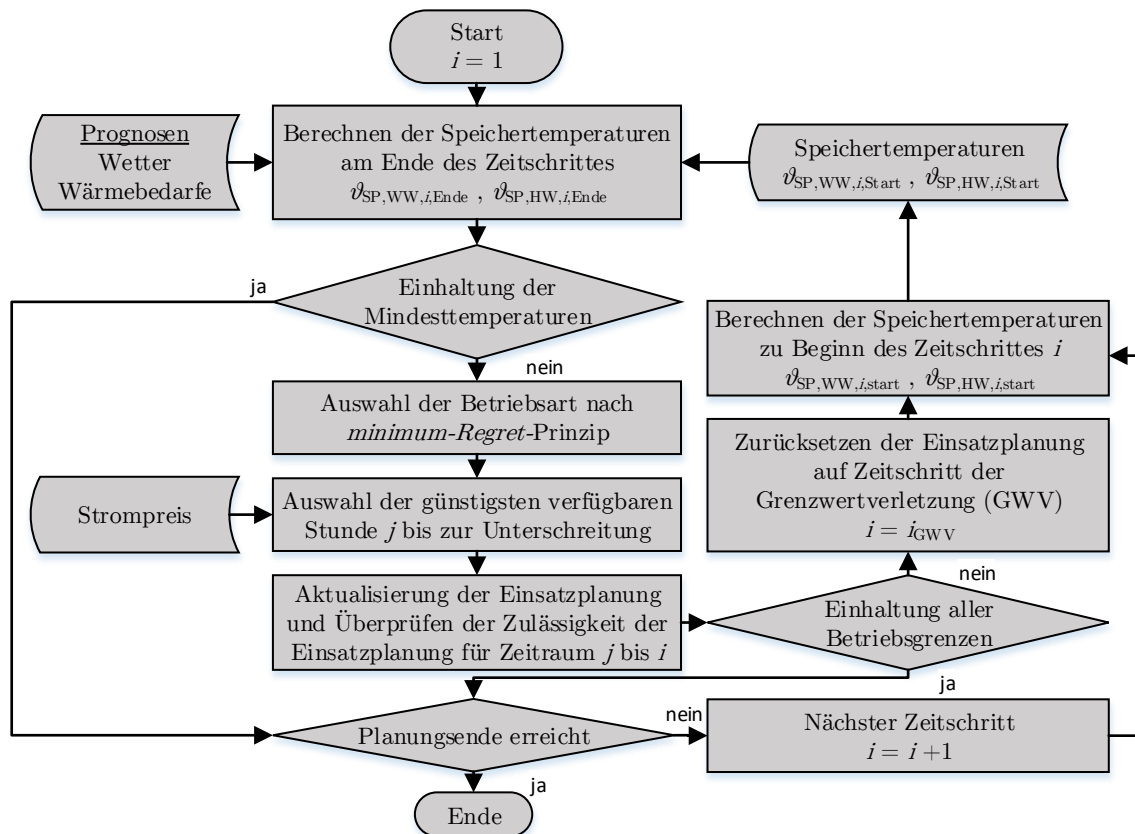 Start
i = 1
Prognosen
Wetter
Wärmebedarfe
Berechnen der Speichertemperaturen
am Ende des Zeitschrittes
ϑSP,WW,i,Ende , ϑSP,HW,i,Ende
Speichertemperaturen
ϑSP,WW,i,Start , ϑSP,HW,i,Start
ja
Einhaltung der
Mindesttemperaturen
nein
Berechnen der Speichertemperaturen
zu Beginn des Zeitschrittes i
ϑSP,WW,i,start , ϑSP,HW,i,start
Auswahl der Betriebsart nach
minimum-Regret-Prinzip
Zurücksetzen der Einsatzplanung
auf Zeitschritt der
Grenzwertverletzung (GWV)
i = iGWV
Strompreis
Auswahl der günstigsten verfügbaren
Stunde j bis zur Unterschreitung
nein
Aktualisierung der Einsatzplanung
und Überprüfen der Zulässigkeit der
Einsatzplanung für Zeitraum j bis i
Einhaltung aller
Betriebsgrenzen
ja
Planungsende erreicht
nein
Nächster Zeitschritt
i = i +1
ja
Ende